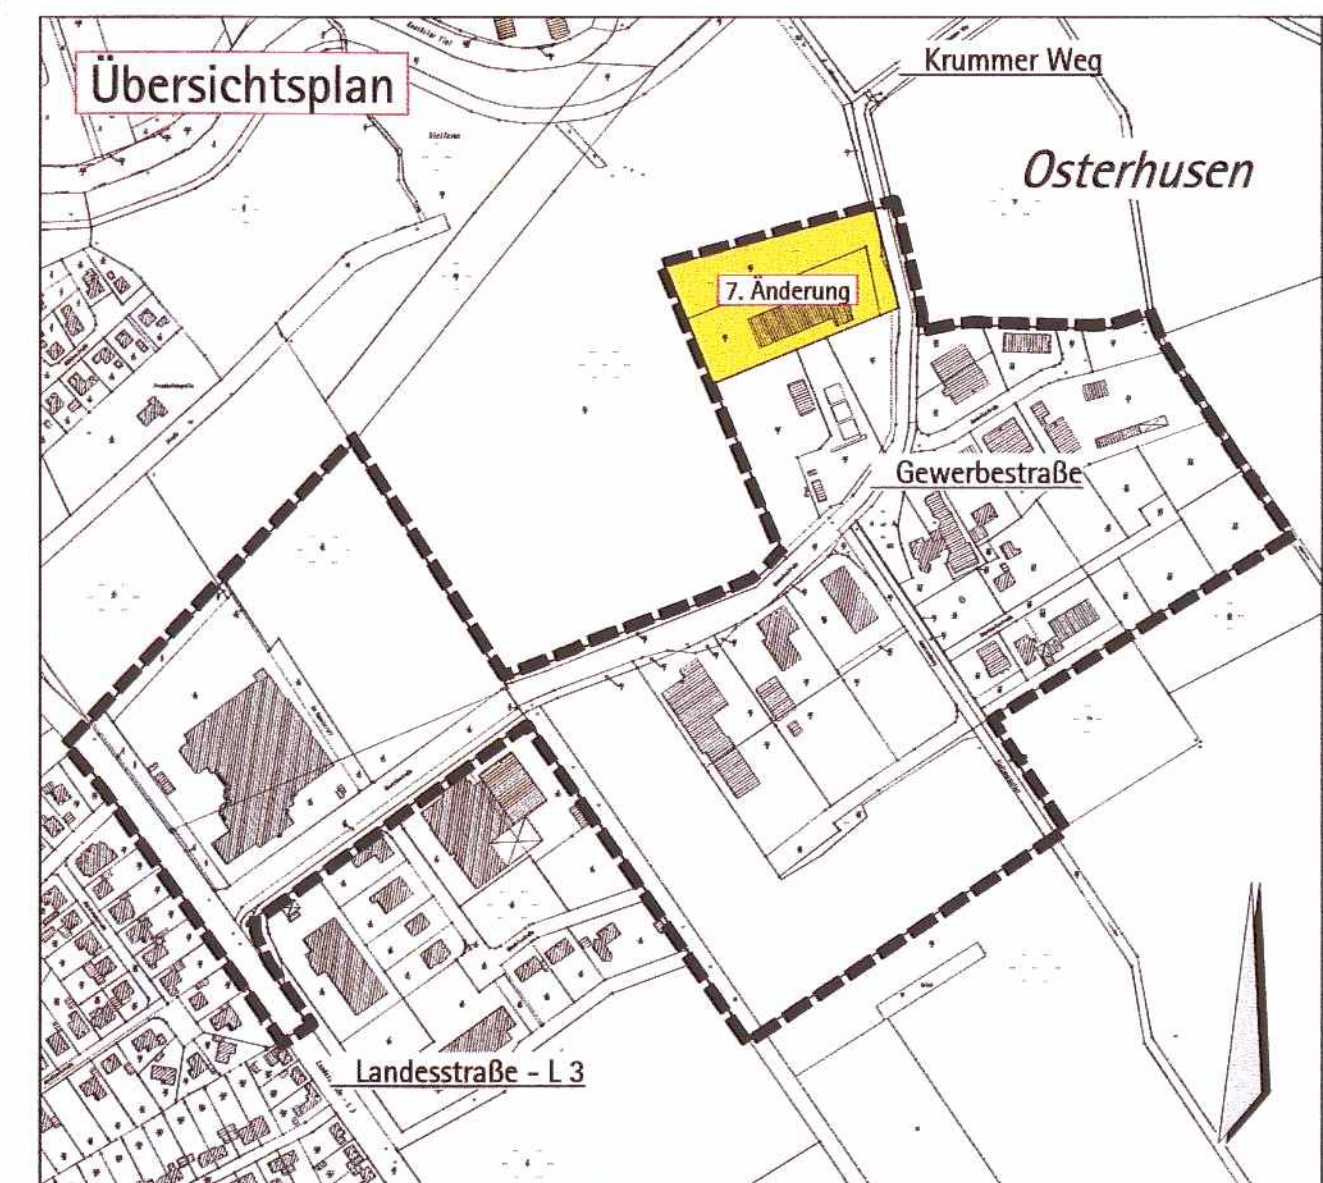 Übersichtsplan
Krummer Weg
Osterhusen
7. Änderung
Gewerbestraße
Landesstraße - L 3